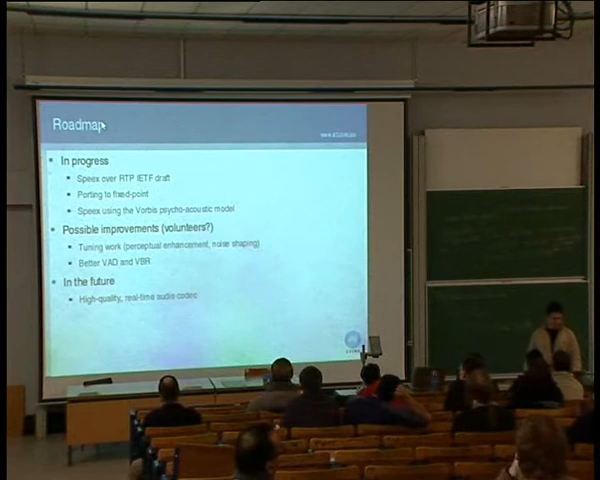 Roadmap
In progress
Speex over RTP IETF draft
Porting to fixed-point
Speex using the Vorbis psycho-acoustic model
Possible improvements (volunteers?)
Tuning work (perceptual enhancement, noise shaping)
Better VAD and VBR
In the future
High-quality, real-time audio codec